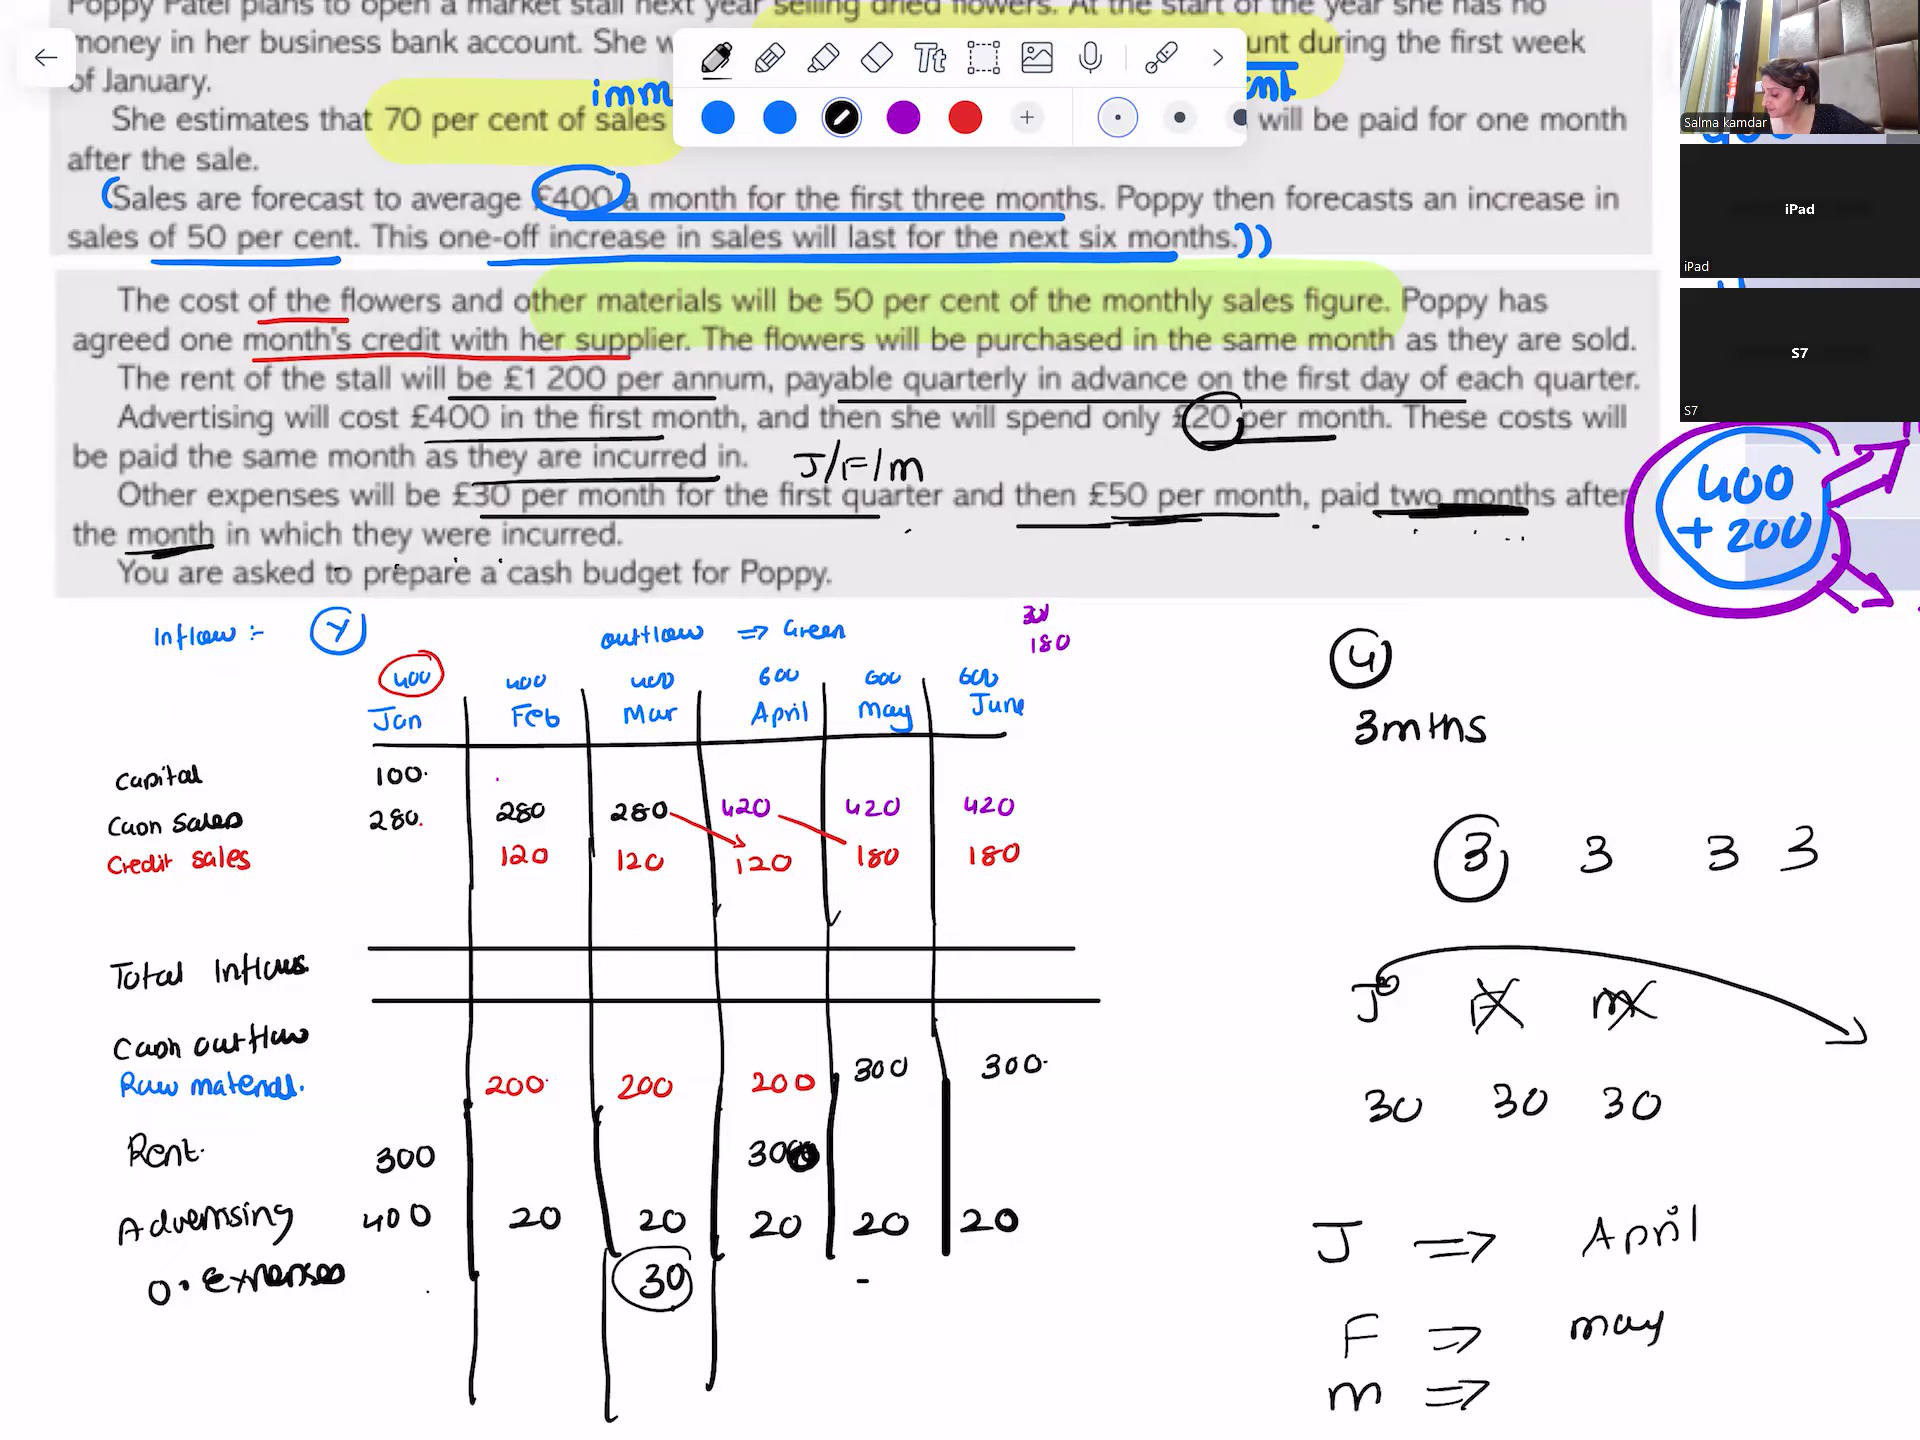 Poppy Patel plans to open a market stall next year selling dried flowers. At the start of the year she has no
money in her business bank account. She w unt during the first week
of January. imm ent
She estimates that 70 per cent of sales will be paid for one month
after the sale.
(Sales are forecast to average £400 a month for the first three months. Poppy then forecasts an increase in
sales of 50 per cent. This one-off increase in sales will last for the next six months.))
The cost of the flowers and other materials will be 50 per cent of the monthly sales figure. Poppy has
agreed one month's credit with her supplier. The flowers will be purchased in the same month as they are sold.
The rent of the stall will be £1 200 per annum, payable quarterly in advance on the first day of each quarter.
Advertising will cost £400 in the first month, and then she will spend only £20 per month. These costs will
be paid the same month as they are incurred in. J/F/m
Other expenses will be £30 per month for the first quarter and then £50 per month, paid two months after
the month in which they were incurred.
You are asked to prepare a cash budget for Poppy.
Tt
Salma kamdar
iPad
iPad
S7
S7
400
+ 200
Inflow :- Y outflow => Green
180
400 400 400 600 600 600
Jan Feb Mar April may June
Capital 100.
Cash sales 280. 280 280 420 420 420
Credit sales 120 120 120 180 180
Total Inflows
Cash outflow
Raw materials. 200. 200 200 300 300.
Rent. 300 300
Advertising 400 20 20 20 20 20
O. expenses 30 -
4
3mths
3 3 3 3
J F m
30 30 30
J => April
F => may
m =>